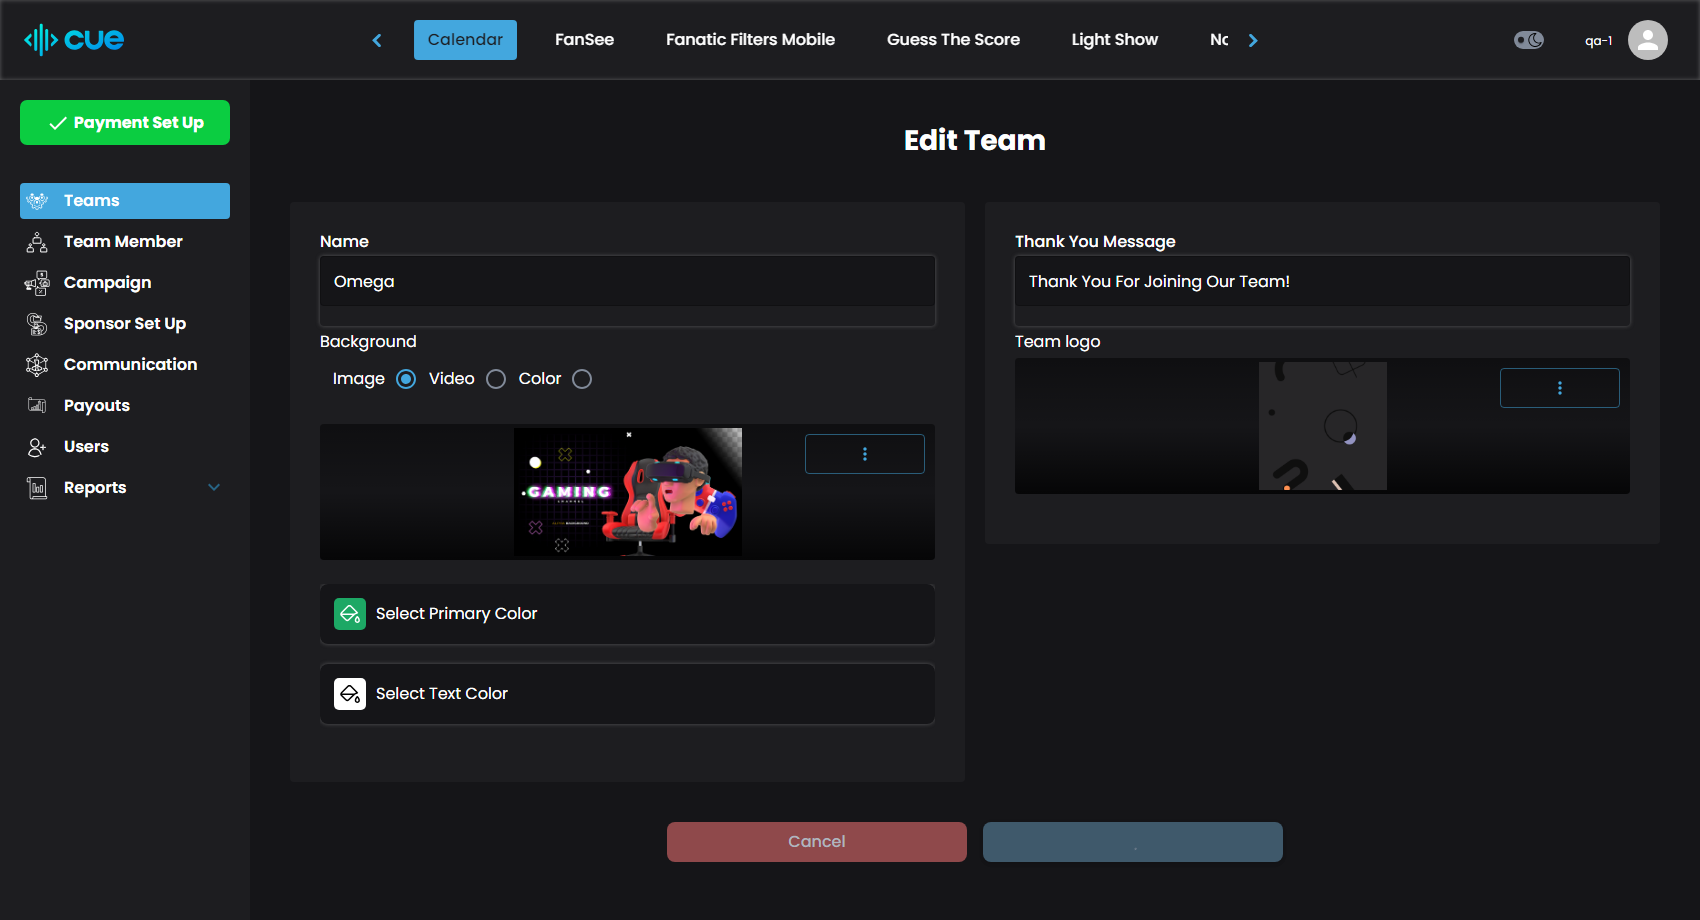 cue
Calendar
FanSee
Fanatic Filters Mobile
Guess The Score
Light Show
qa-1
Payment Set Up
Teams
Team Member
Campaign
Sponsor Set Up
Communication
Payouts
Users
Reports
Edit Team
Name
Omega
Background
Image
Video
Color
GAMING
Select Primary Color
Select Text Color
Thank You Message
Thank You For Joining Our Team!
Team logo
Cancel